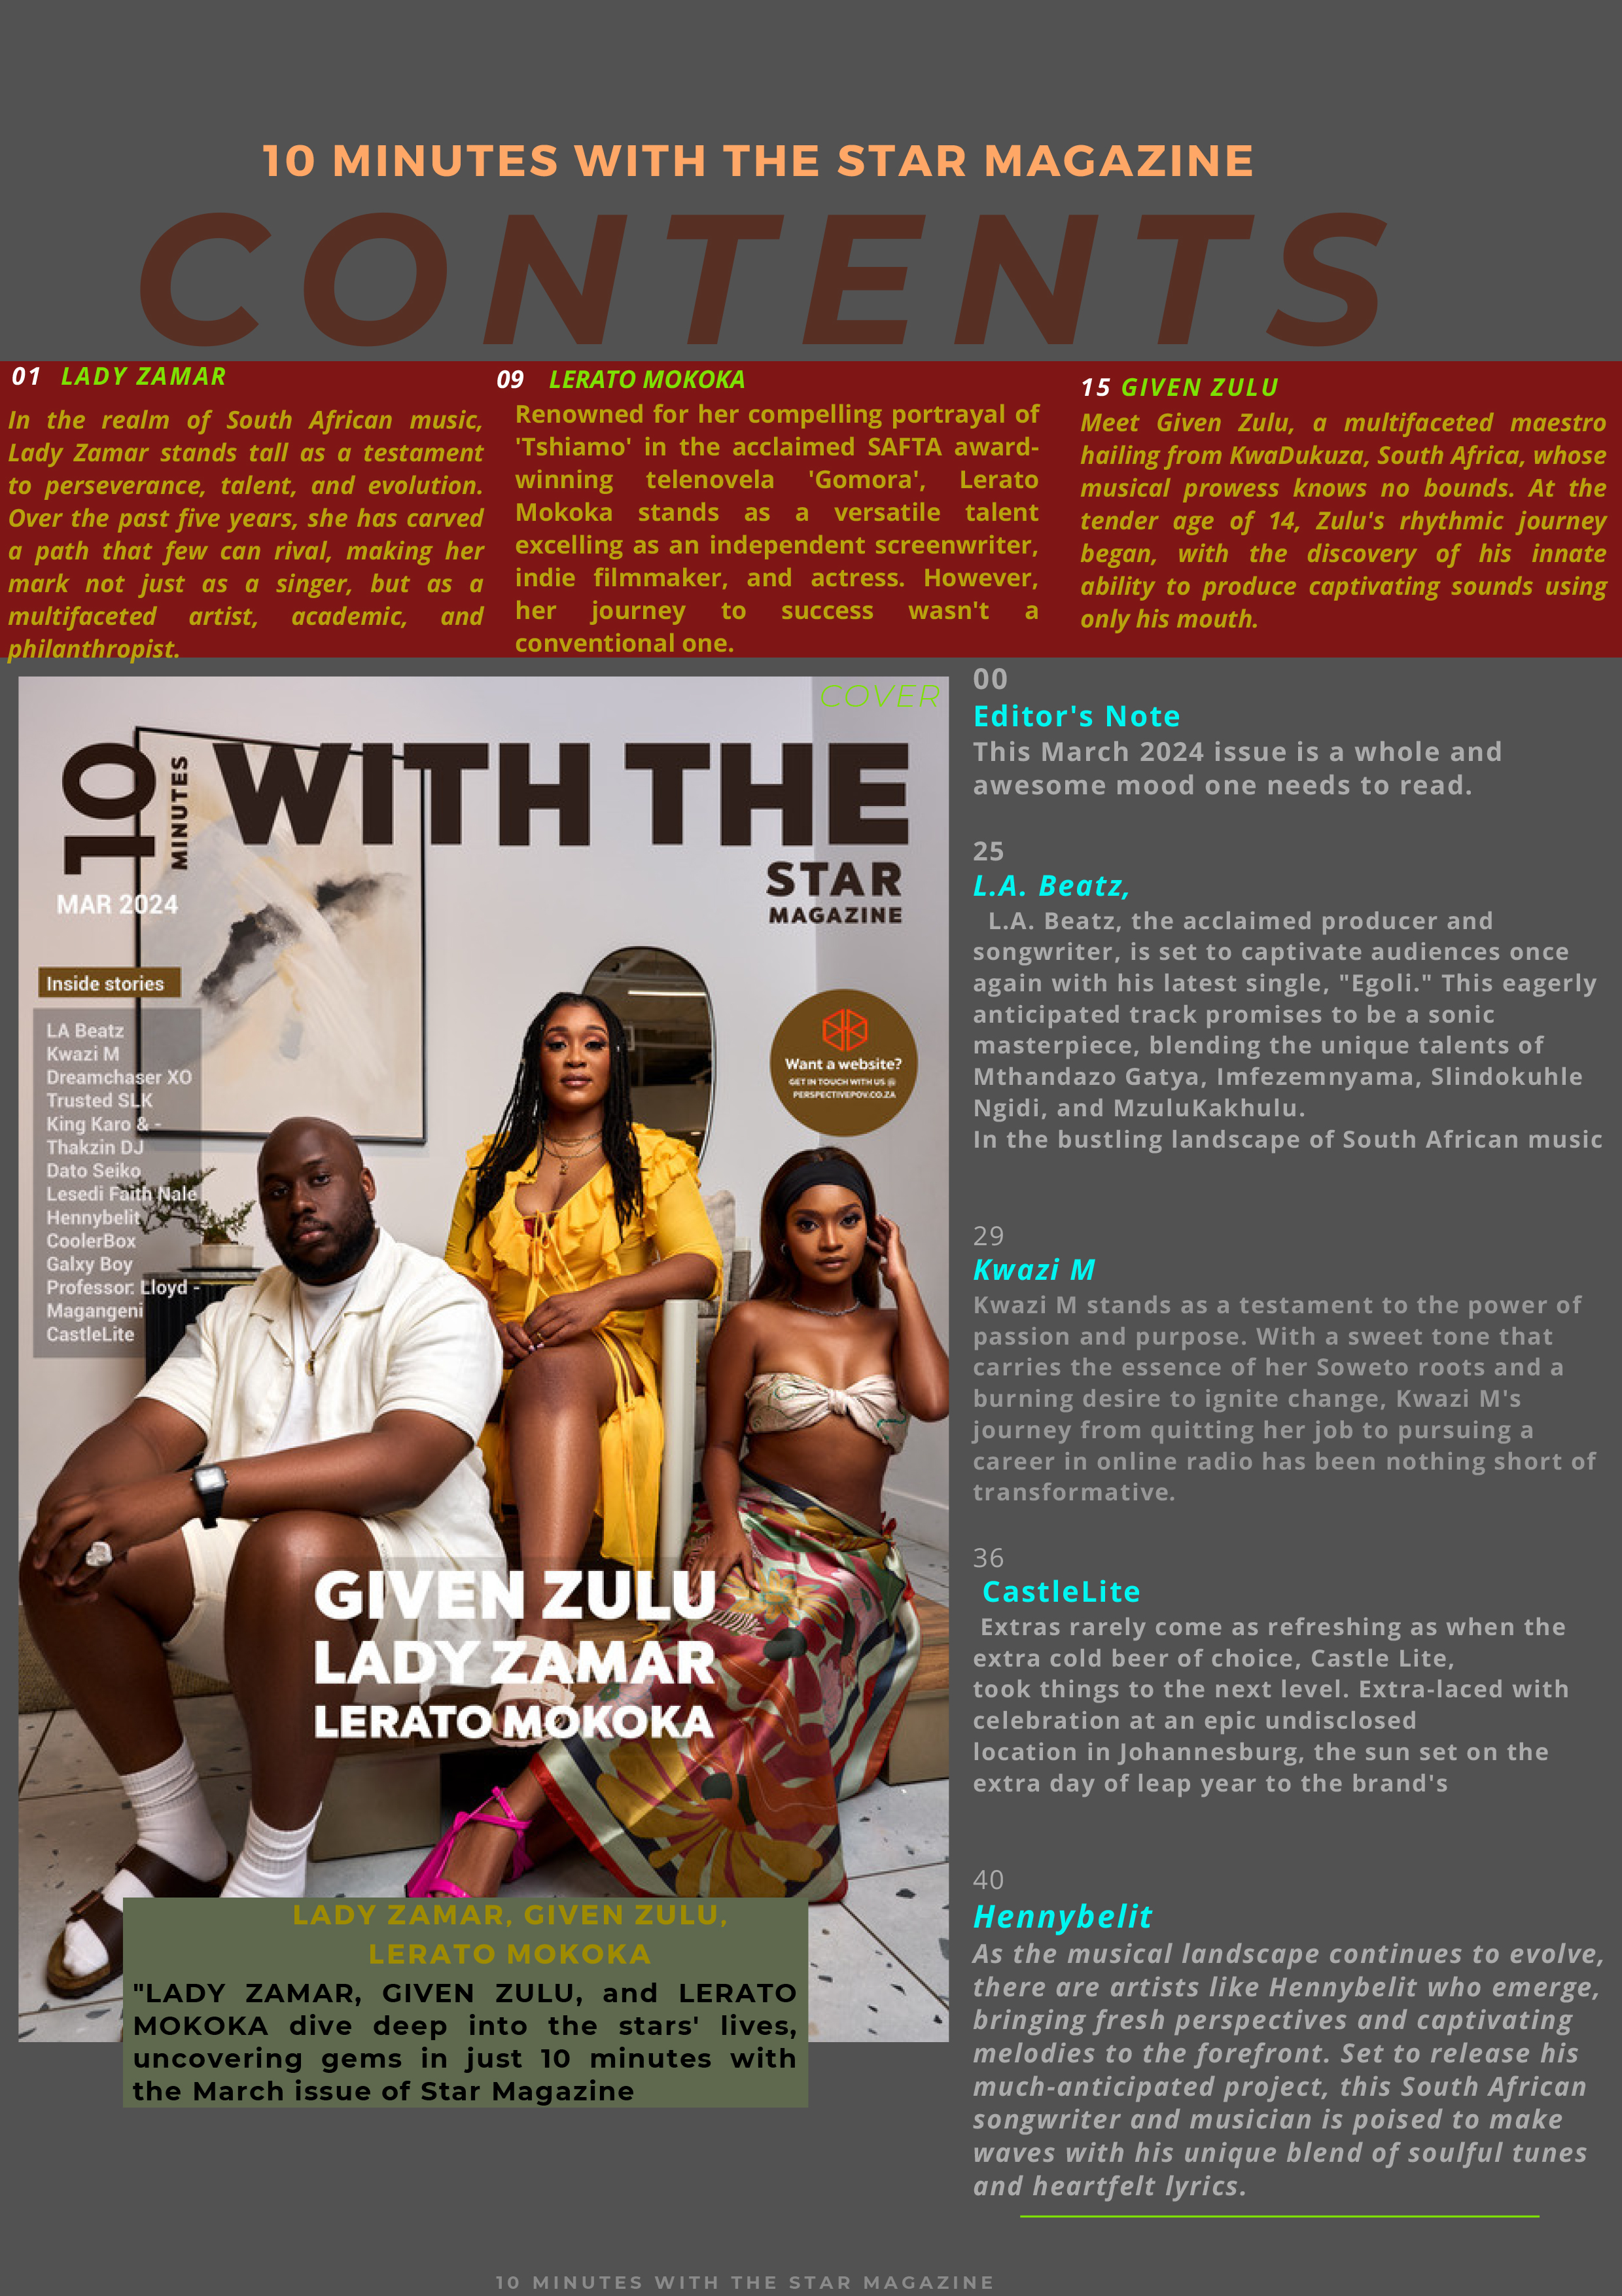 10 MINUTES WITH THE STAR MAGAZINE
CONTENTS
01 LADY ZAMAR
In the realm of South African music,
Lady Zamar stands tall as a testament
to perseverance, talent, and evolution.
Over the past five years, she has carved
a path that few can rival, making her
mark not just as a singer, but as a
multifaceted artist, academic, and
philanthropist.
09 LERATO MOKOKA
Renowned for her compelling portrayal of
'Tshiamo' in the acclaimed SAFTA award-
winning telenovela 'Gomora', Lerato
Mokoka stands as a versatile talent
excelling as an independent screenwriter,
indie filmmaker, and actress. However,
her journey to success wasn't a
conventional one.
15 GIVEN ZULU
Meet Given Zulu, a multifaceted maestro
hailing from KwaDukuza, South Africa, whose
musical prowess knows no bounds. At the
tender age of 14, Zulu's rhythmic journey
began, with the discovery of his innate
ability to produce captivating sounds using
only his mouth.
COVER
10 MINUTES WITH THE
STAR
MAGAZINE
MAR 2024
Inside stories
LA Beatz
Kwazi M
Dreamchaser XO
Trusted SLK
King Karo & -
Thakzin DJ
Dato Seiko
Lesedi Faith Nale
Hennybelit
CoolerBox
Galxy Boy
Professor: Lloyd -
Magangeni
CastleLite
Want a website?
GET IN TOUCH WITH US @
PERSPECTIVEPOV.CO.ZA
GIVEN ZULU
LADY ZAMAR
LERATO MOKOKA
LADY ZAMAR, GIVEN ZULU,
LERATO MOKOKA
"LADY ZAMAR, GIVEN ZULU, and LERATO
MOKOKA dive deep into the stars' lives,
uncovering gems in just 10 minutes with
the March issue of Star Magazine
00
Editor's Note
This March 2024 issue is a whole and
awesome mood one needs to read.
25
L.A. Beatz,
L.A. Beatz, the acclaimed producer and
songwriter, is set to captivate audiences once
again with his latest single, "Egoli." This eagerly
anticipated track promises to be a sonic
masterpiece, blending the unique talents of
Mthandazo Gatya, Imfezemnyama, Slindokuhle
Ngidi, and MzuluKakhulu.
In the bustling landscape of South African music
29
Kwazi M
Kwazi M stands as a testament to the power of
passion and purpose. With a sweet tone that
carries the essence of her Soweto roots and a
burning desire to ignite change, Kwazi M's
journey from quitting her job to pursuing a
career in online radio has been nothing short of
transformative.
36
CastleLite
Extras rarely come as refreshing as when the
extra cold beer of choice, Castle Lite,
took things to the next level. Extra-laced with
celebration at an epic undisclosed
location in Johannesburg, the sun set on the
extra day of leap year to the brand's
40
Hennybelit
As the musical landscape continues to evolve,
there are artists like Hennybelit who emerge,
bringing fresh perspectives and captivating
melodies to the forefront. Set to release his
much-anticipated project, this South African
songwriter and musician is poised to make
waves with his unique blend of soulful tunes
and heartfelt lyrics.
10 MINUTES WITH THE STAR MAGAZINE